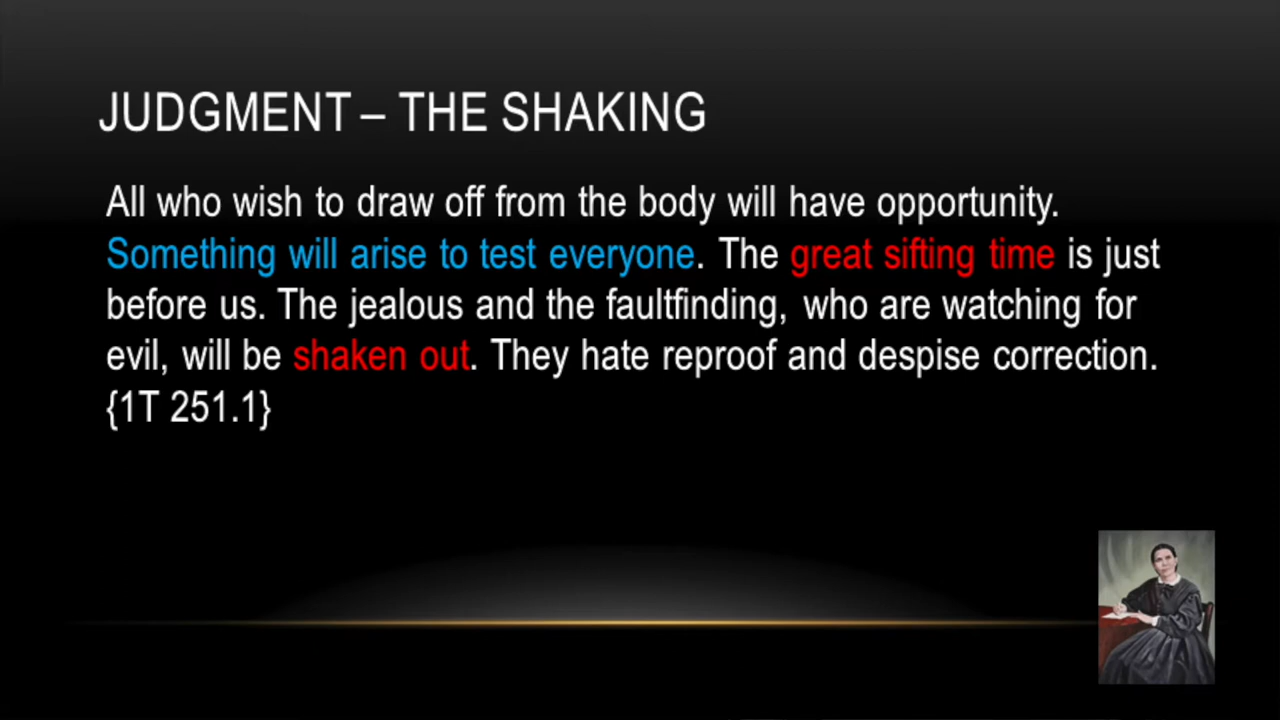 JUDGMENT – THE SHAKING
All who wish to draw off from the body will have opportunity.
Something will arise to test everyone. The great sifting time is just
before us. The jealous and the faultfinding, who are watching for
evil, will be shaken out. They hate reproof and despise correction.
{1T 251.1}